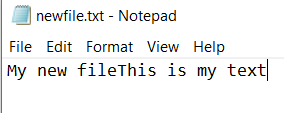 newfile.txt - Notepad
File Edit Format View Help
My new fileThis is my text